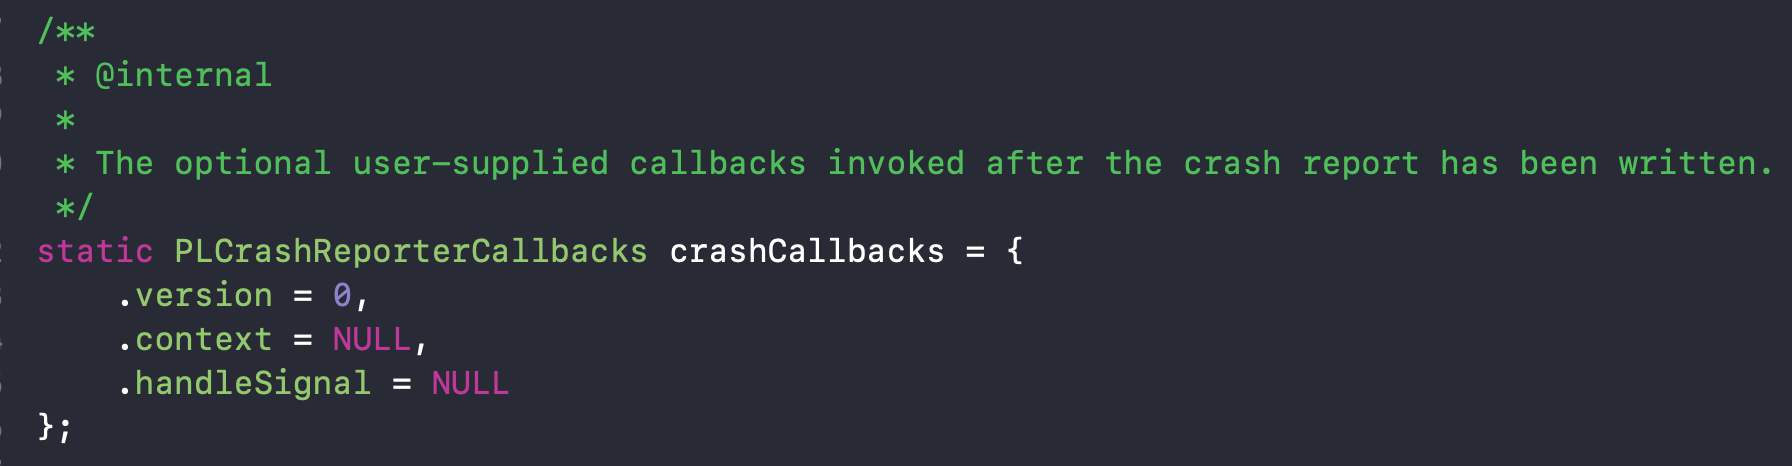 /**
 * @internal
 *
 * The optional user-supplied callbacks invoked after the crash report has been written.
 */
static PLCrashReporterCallbacks crashCallbacks = {
    .version = 0,
    .context = NULL,
    .handleSignal = NULL
};